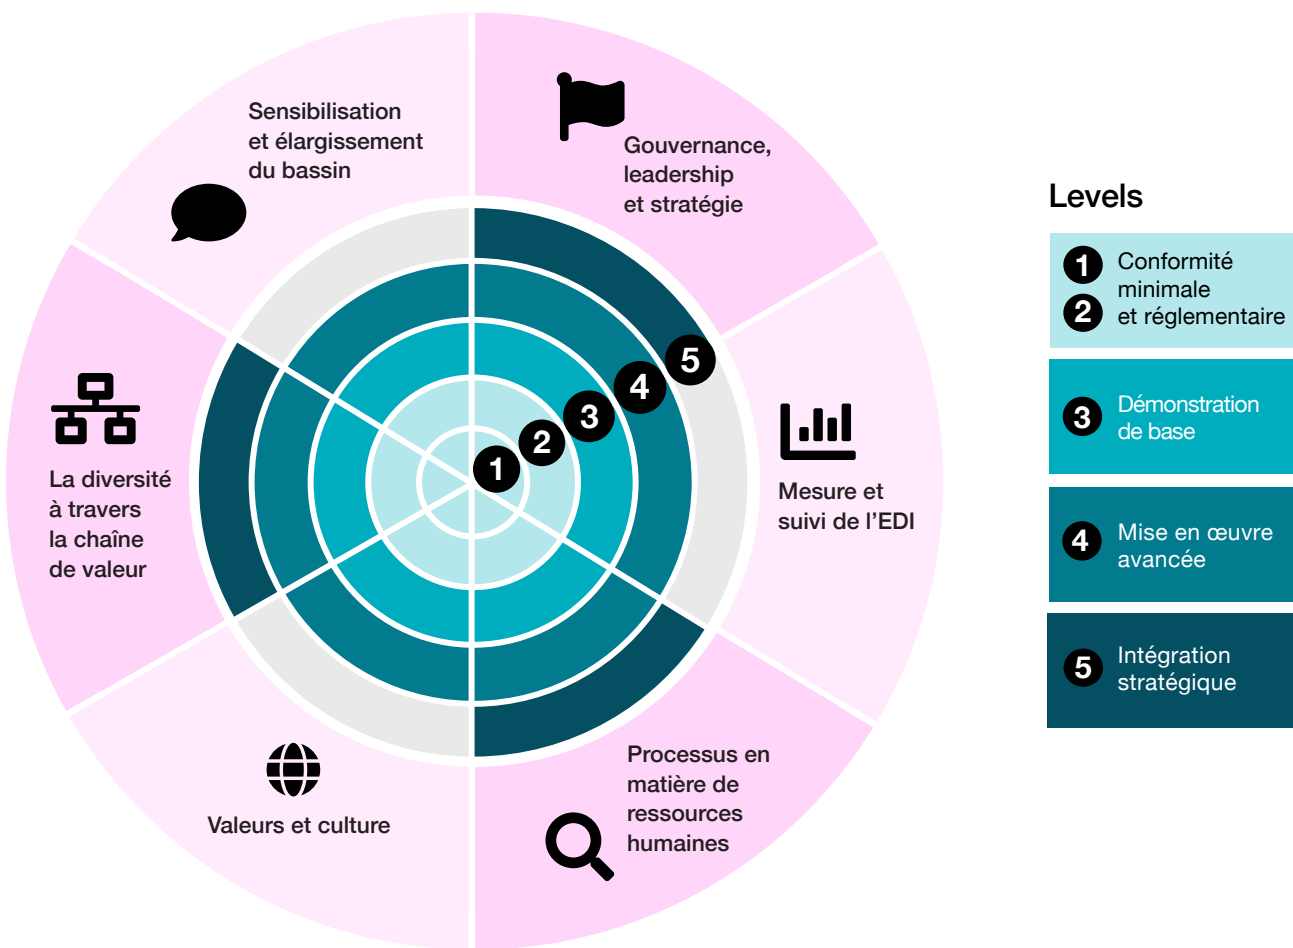 Sensibilisation
et élargissement
du bassin
Gouvernance,
leadership
et stratégie
La diversité
à travers
la chaîne
de valeur
Mesure et
suivi de l’EDI
Valeurs et culture
Processus en
matière de
ressources
humaines
1
2
3
4
5
Levels
1
2
Conformité
minimale
et réglementaire
3
Démonstration
de base
4
Mise en œuvre
avancée
5
Intégration
stratégique